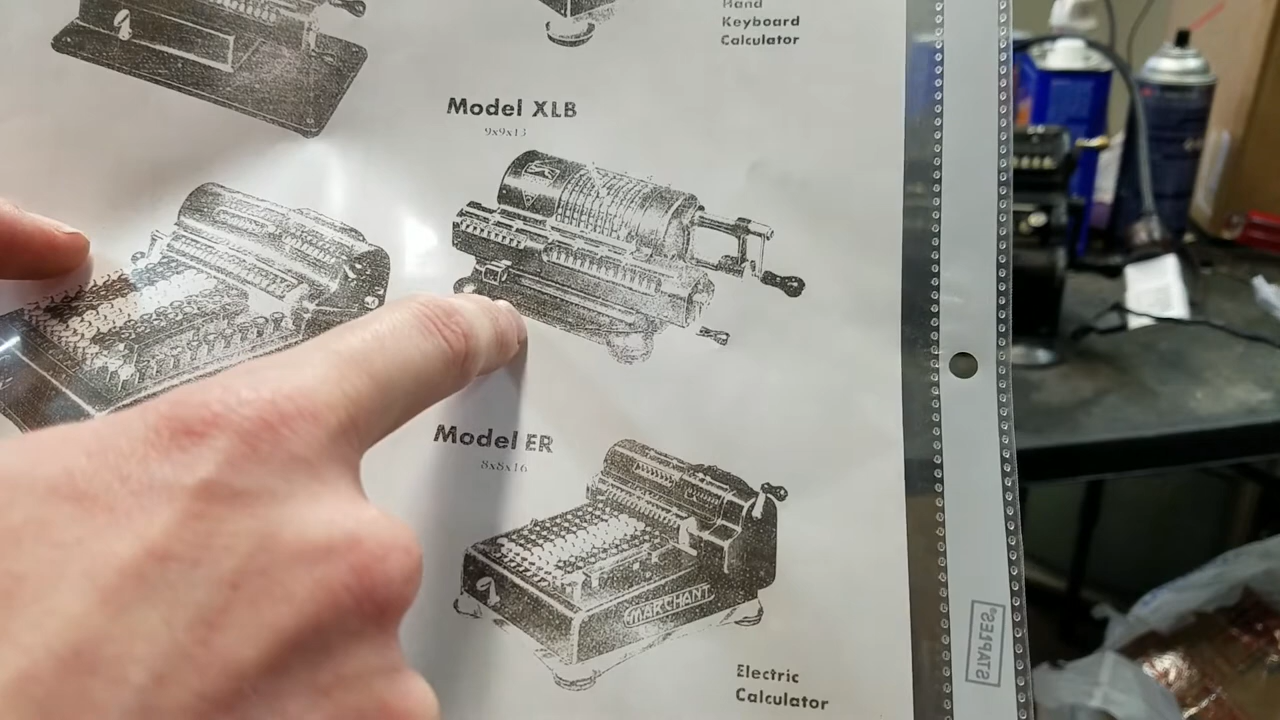 Hand
Keyboard
Calculator
Model XLB
9x9x13
Model ER
8x8x16
MARCHANT
Electric
Calculator
STAPLES®